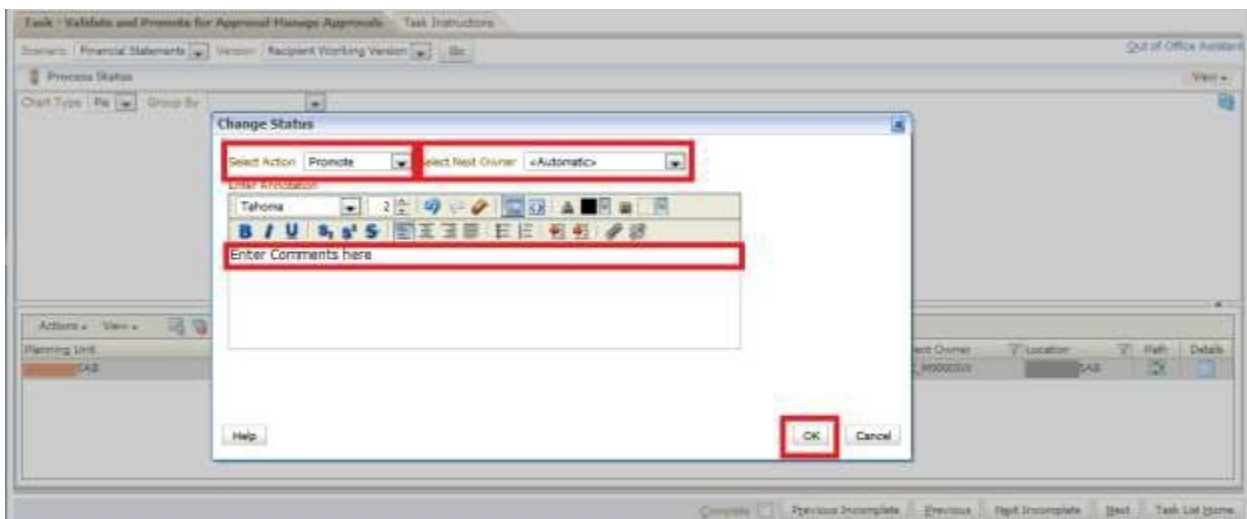 Task - Validate and Promote for Approval Manage Approvals Task Instructions
Scenario Financial Statements Version Recipient Working Version Go Out of Office Assistant
Process Status View
Chart Type Pie Group By
Change Status
Select Action Promote Select Next Owner <Automatic>
Enter Annotation
Tahoma 2
B I U S₂ S² S
Enter Comments here
Actions View
Planning Unit Owner Location Path Details
SAB SAB
Help OK Cancel
Complete Previous Incomplete Previous Next Incomplete Next Task List Home